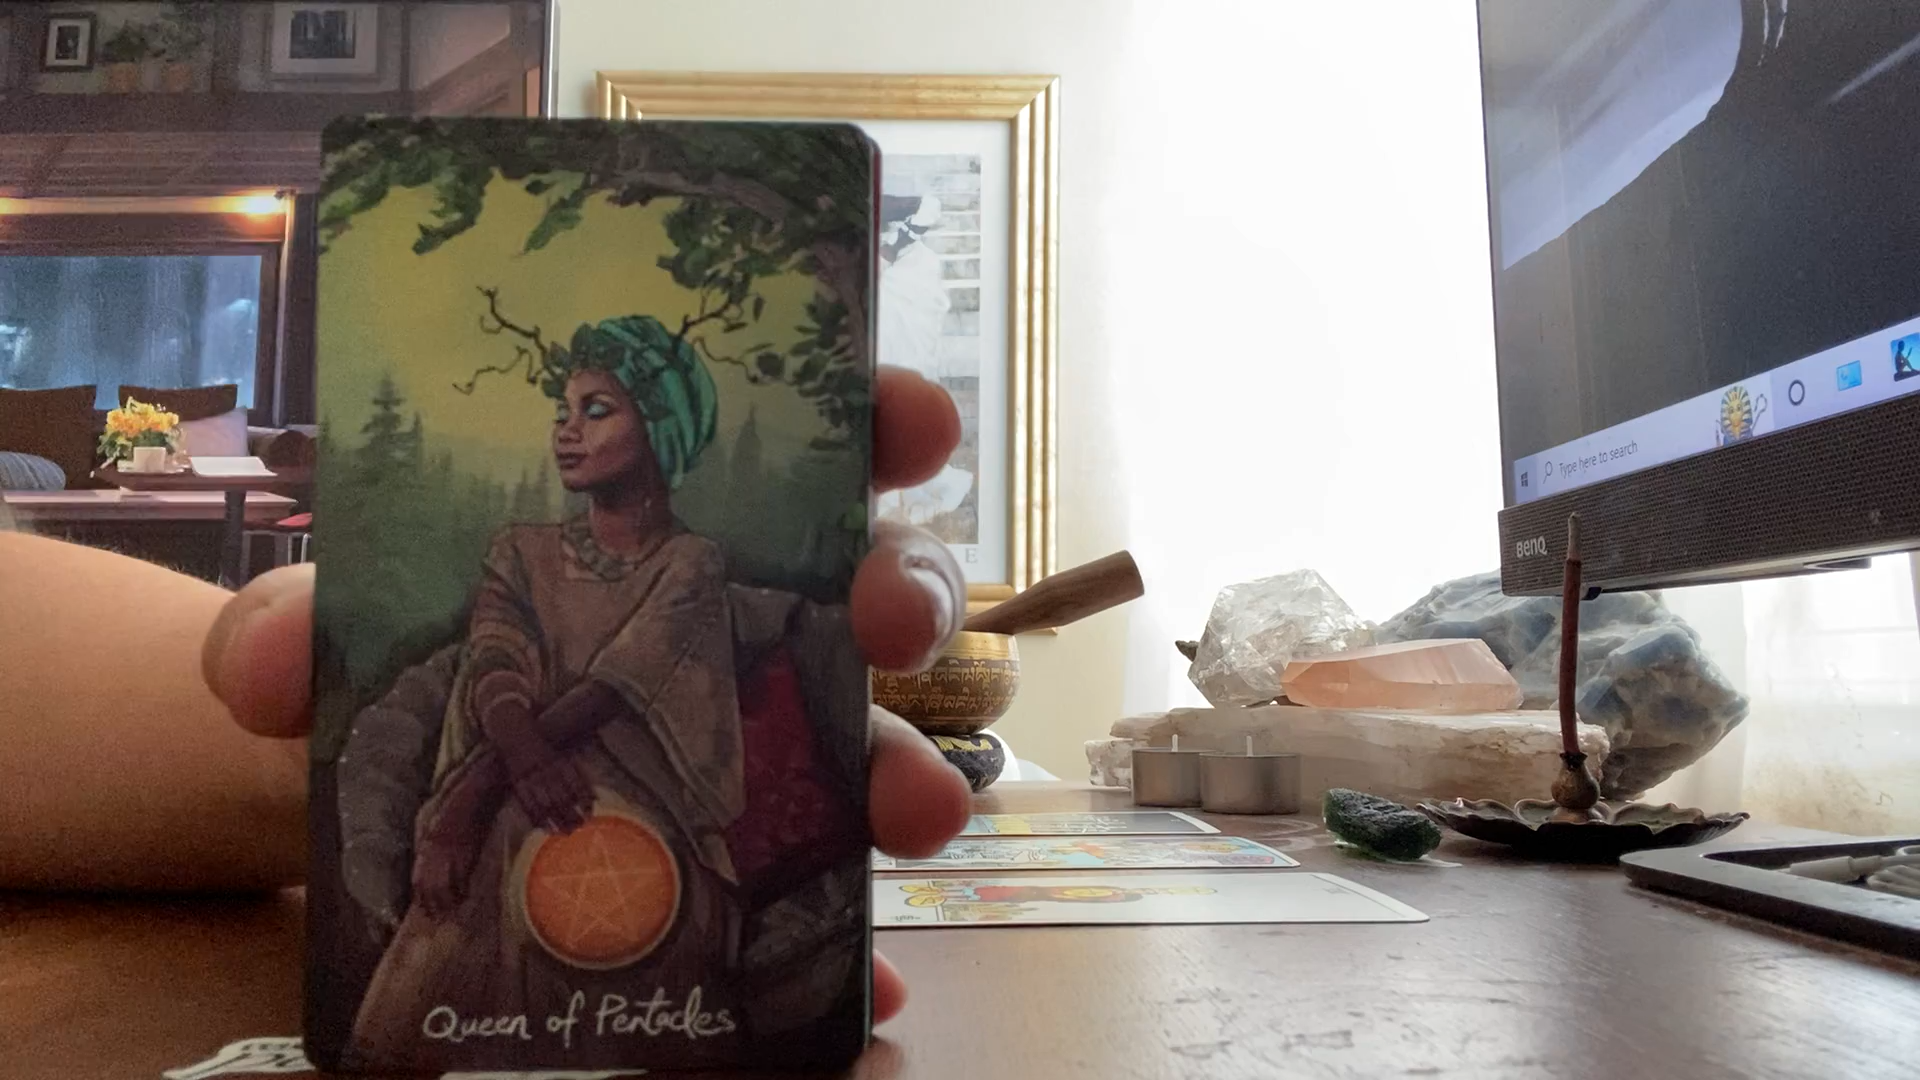 Type here to search
BenQ
E
Queen of Pentacles